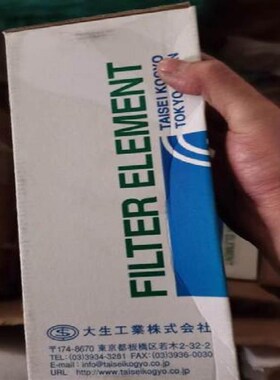 FILTER ELEMENT
TAISEI KOGYO
TOKYO
大生工業株式会社
〒174-8670 東京都板橋区若木2-32-2
TEL:(03)3934-3281 FAX:(03)3936-0030
E-mail : info@taiseikogyo.co.jp
URL http://www.taiseikogyo.co.jp